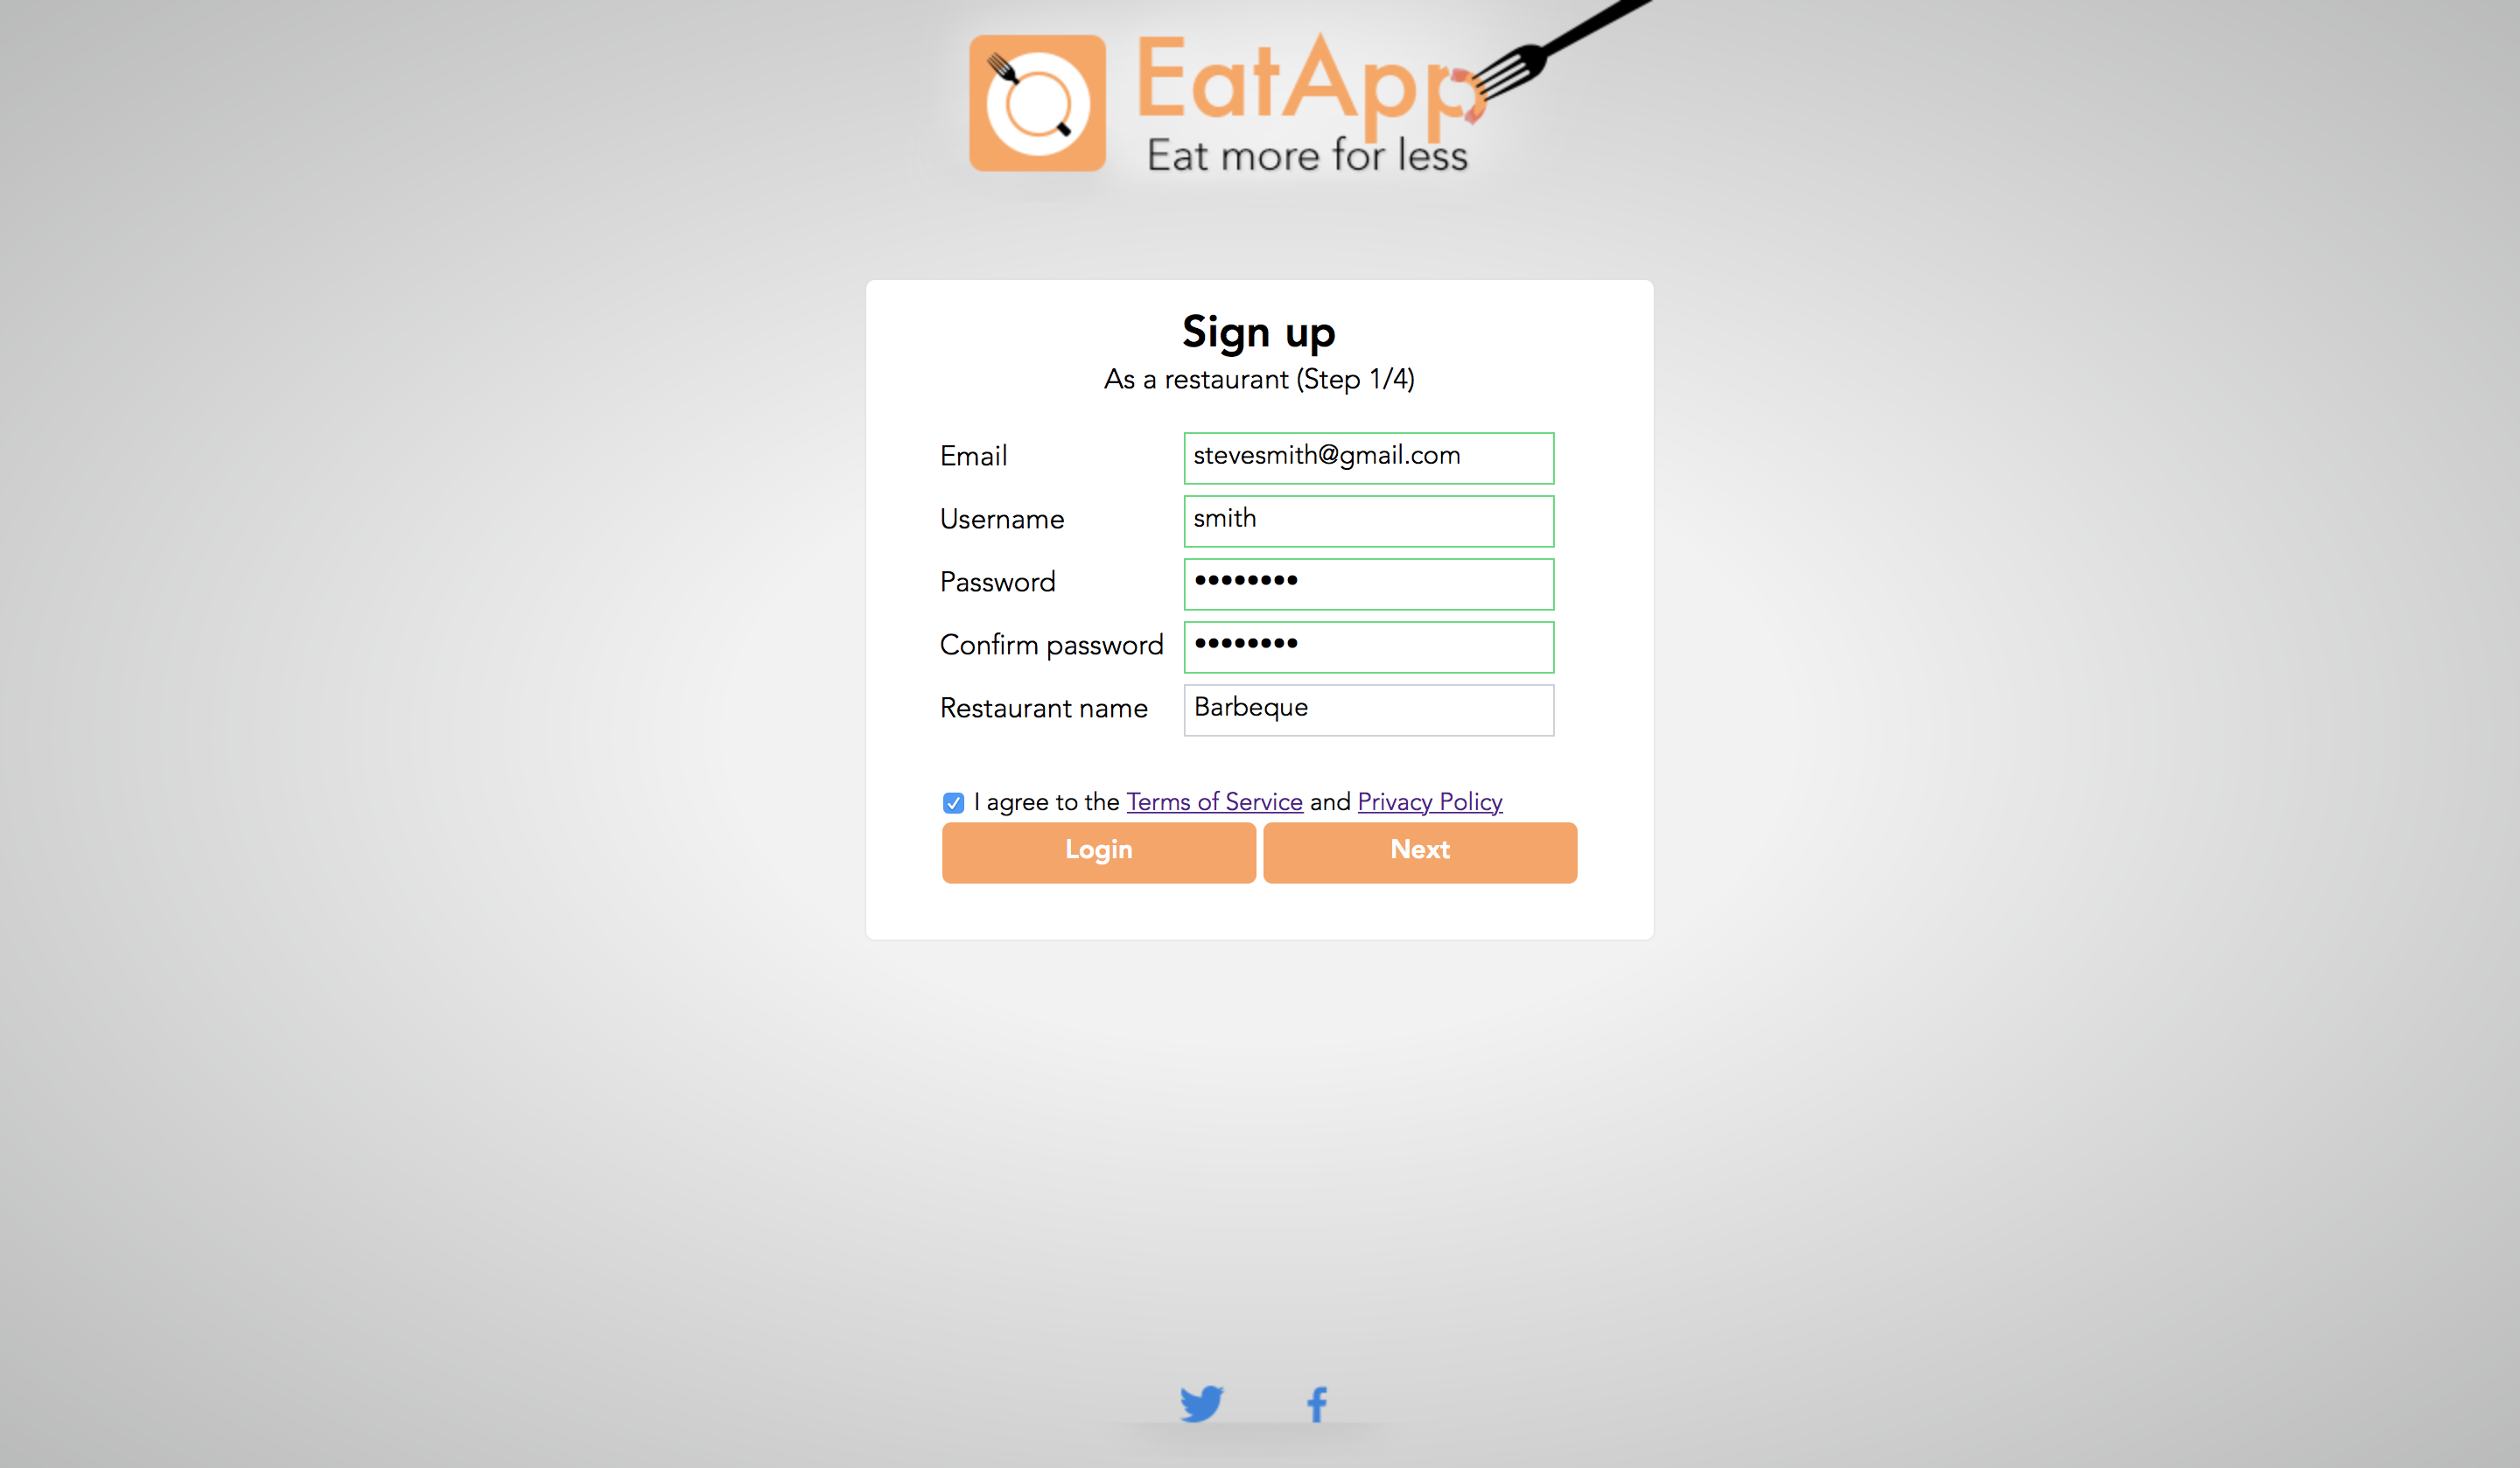 EatApp
Eat more for less
Sign up
As a restaurant (Step 1/4)
Email stevesmith@gmail.com
Username smith
Password ••••••••
Confirm password ••••••••
Restaurant name Barbeque
I agree to the Terms of Service and Privacy Policy
Login Next